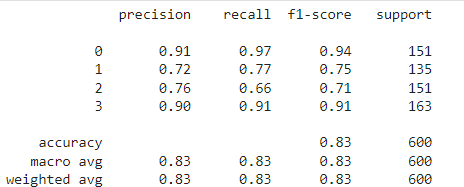 precision recall f1-score support
0 0.91 0.97 0.94 151
1 0.72 0.77 0.75 135
2 0.76 0.66 0.71 151
3 0.90 0.91 0.91 163
accuracy 0.83 600
macro avg 0.83 0.83 0.83 600
weighted avg 0.83 0.83 0.83 600